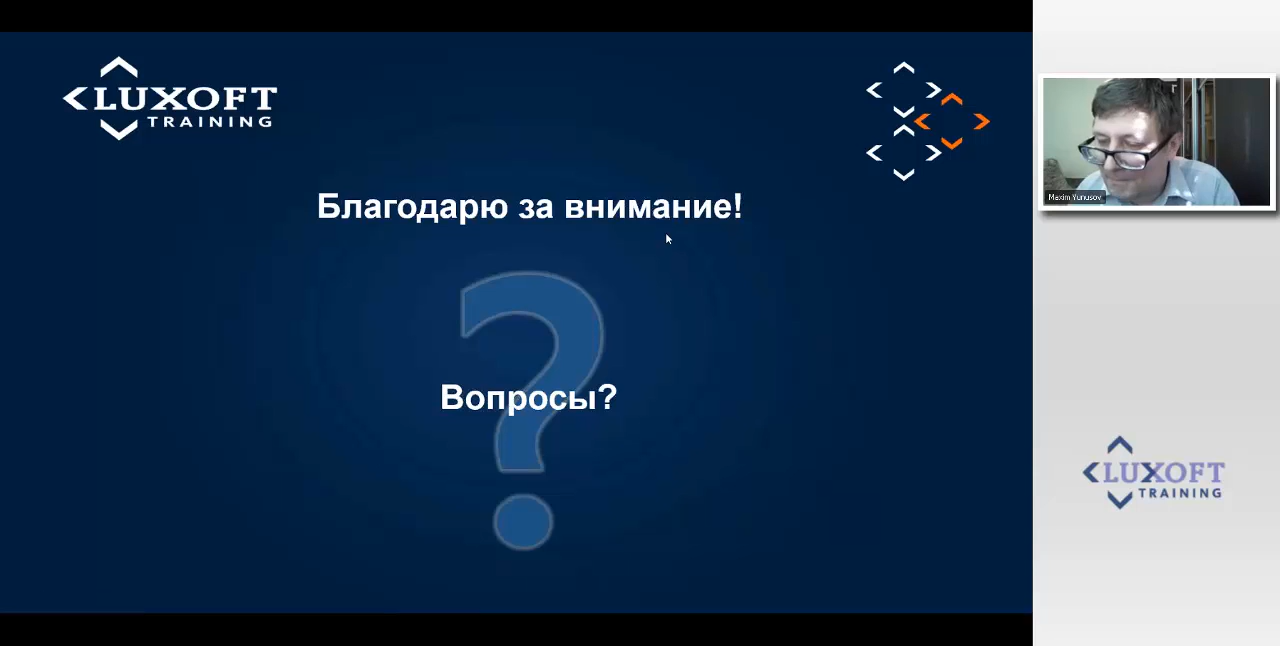 LUXOFT
TRAINING
Благодарю за внимание!
Вопросы?
Maxim Yunusov
LUXOFT
TRAINING